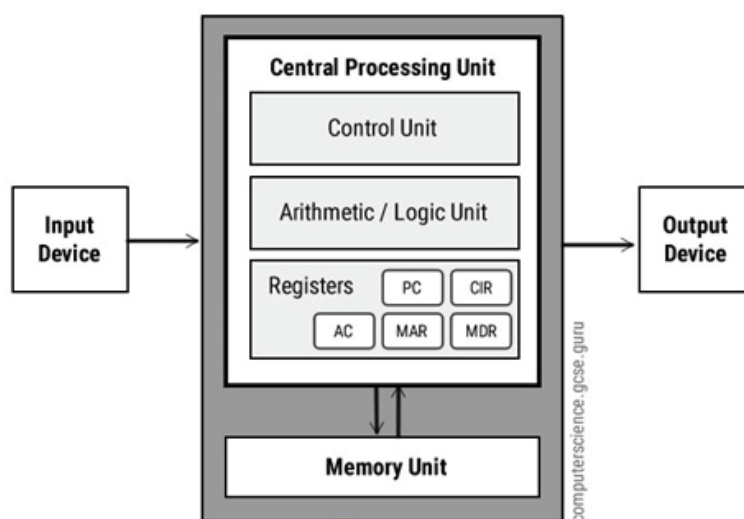 Central Processing Unit
Control Unit
Arithmetic / Logic Unit
Input
Device
Output
Device
Registers
PC
CIR
AC
MAR
MDR
Memory Unit
computerscience.gcse.guru